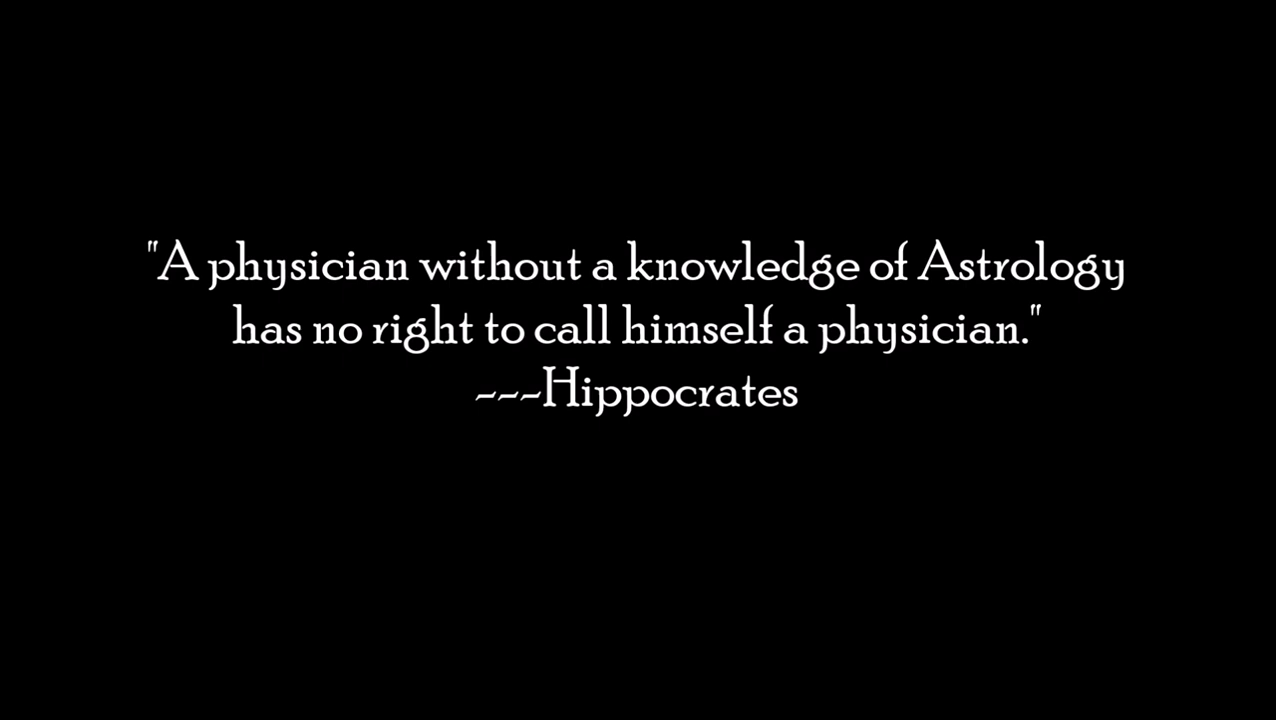 "A physician without a knowledge of Astrology
has no right to call himself a physician."
---Hippocrates